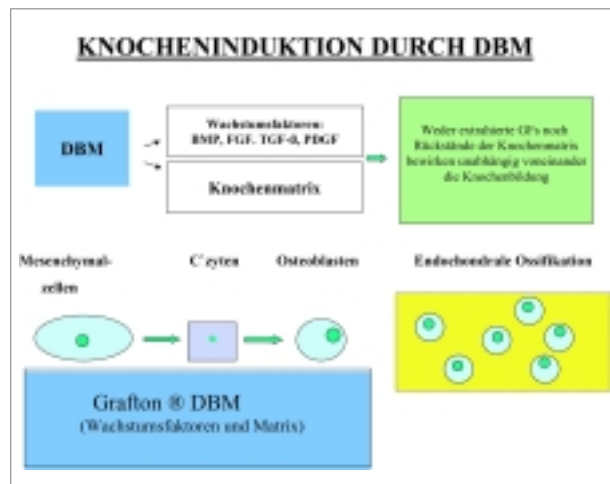 KNOCHENINDUKTION DURCH DBM
DBM
Wachstumsfaktoren:
BMP, FGF, TGF-ß, PDGF
Knochenmatrix
Weder extrahierte GFs noch
Rückstände der Knochenmatrix
bewirken unabhängig voneinander
die Knochenbildung
Mesenchymal-
zellen
C'zyten
Osteoblasten
Endochondrale Ossifikation
Grafton ® DBM
(Wachstumsfaktoren und Matrix)